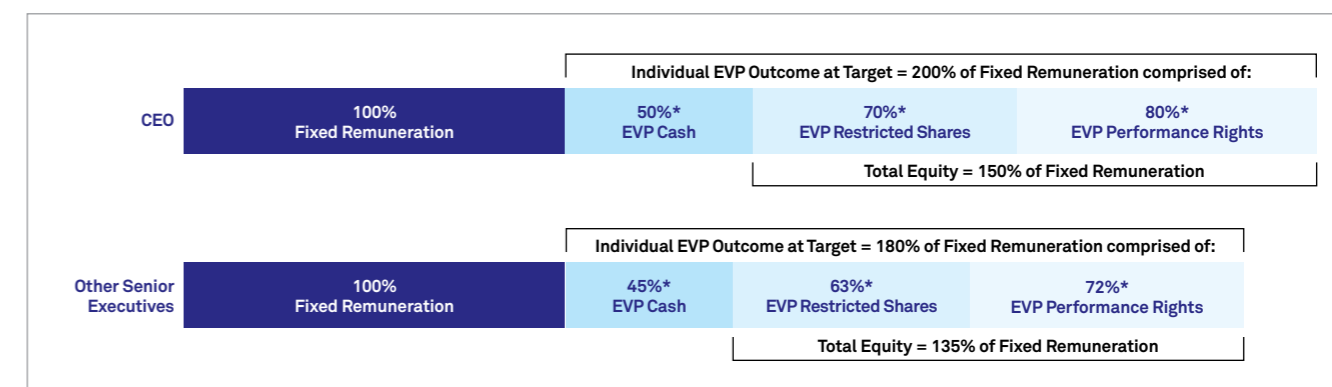 Individual EVP Outcome at Target = 200% of Fixed Remuneration comprised of:
CEO
100%
Fixed Remuneration
50%*
EVP Cash
70%*
EVP Restricted Shares
80%*
EVP Performance Rights
Total Equity = 150% of Fixed Remuneration
Individual EVP Outcome at Target = 180% of Fixed Remuneration comprised of:
Other Senior
Executives
100%
Fixed Remuneration
45%*
EVP Cash
63%*
EVP Restricted Shares
72%*
EVP Performance Rights
Total Equity = 135% of Fixed Remuneration